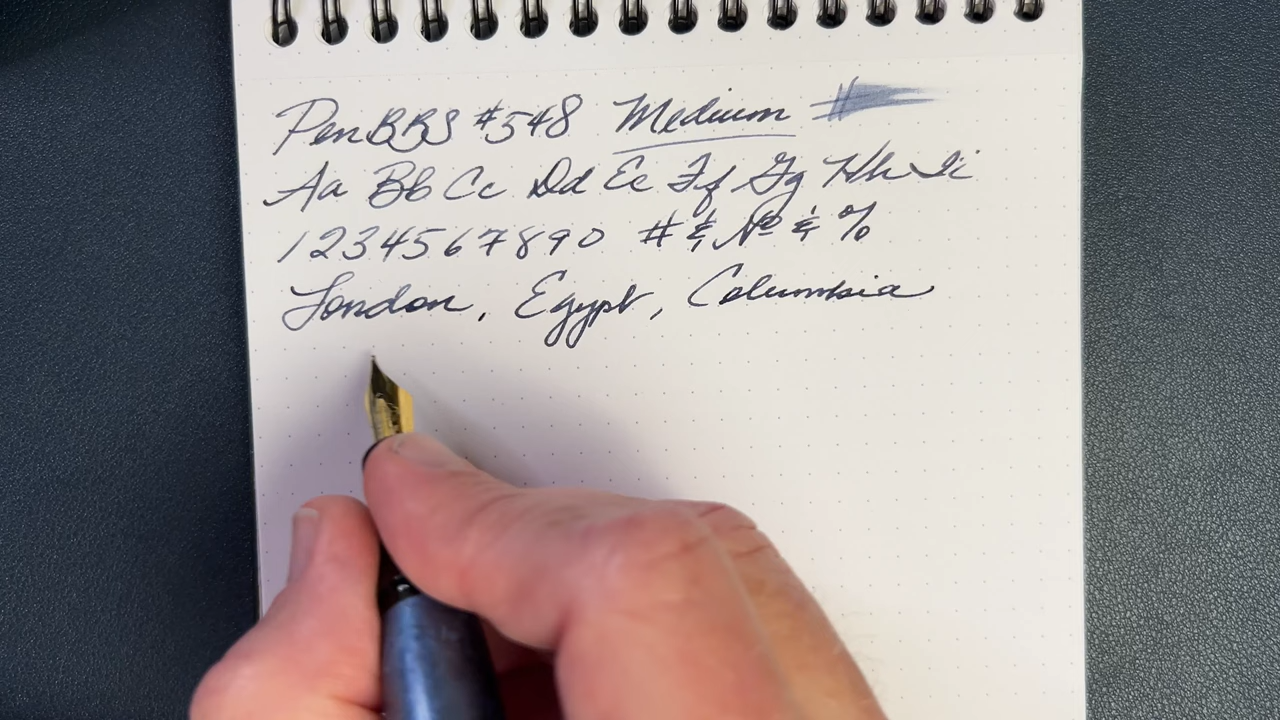 PenBBS #548 Medium #
Aa Bb Cc Dd Ee Ff Gg Hh Ii
1234567890 # & № & %
London, Egypt, Columbia